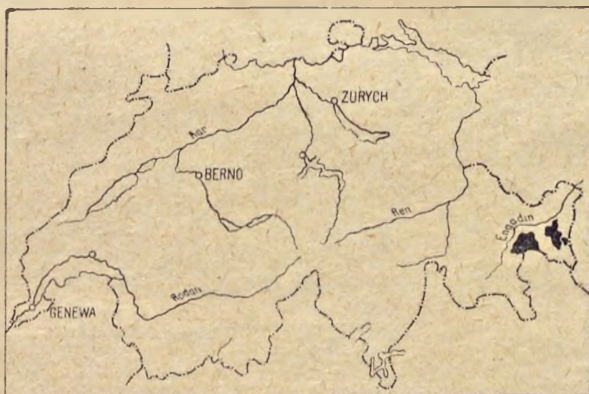 ZURYCH
Aar
BERNO
Ren
Engadin
Rodan
GENEWA